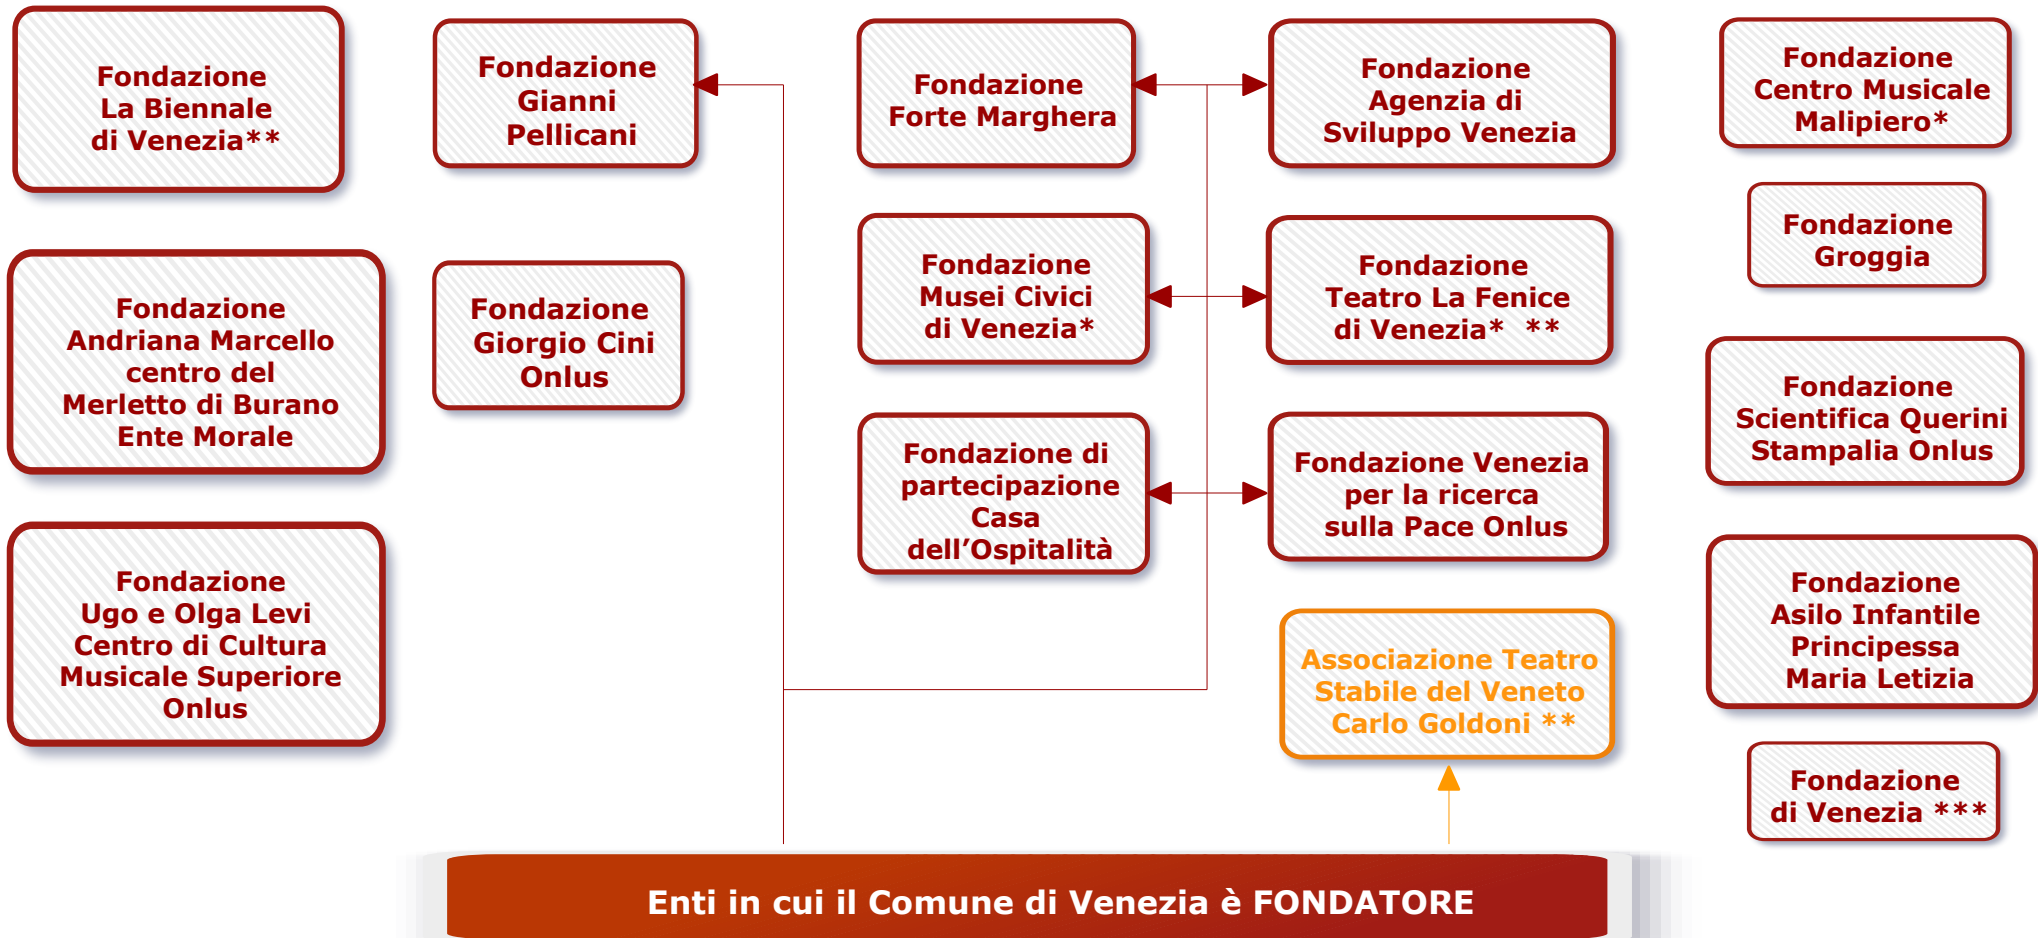 Fondazione
La Biennale
di Venezia**
Fondazione
Andriana Marcello
centro del
Merletto di Burano
Ente Morale
Fondazione
Ugo e Olga Levi
Centro di Cultura
Musicale Superiore
Onlus
Fondazione
Gianni
Pellicani
Fondazione
Giorgio Cini
Onlus
Fondazione
Forte Marghera
Fondazione
Musei Civici
di Venezia*
Fondazione di
partecipazione
Casa
dell’Ospitalità
Fondazione
Agenzia di
Sviluppo Venezia
Fondazione
Teatro La Fenice
di Venezia* **
Fondazione Venezia
per la ricerca
sulla Pace Onlus
Associazione Teatro
Stabile del Veneto
Carlo Goldoni **
Fondazione
Centro Musicale
Malipiero*
Fondazione
Groggia
Fondazione
Scientifica Querini
Stampalia Onlus
Fondazione
Asilo Infantile
Principessa
Maria Letizia
Fondazione
di Venezia ***
Enti in cui il Comune di Venezia è FONDATORE